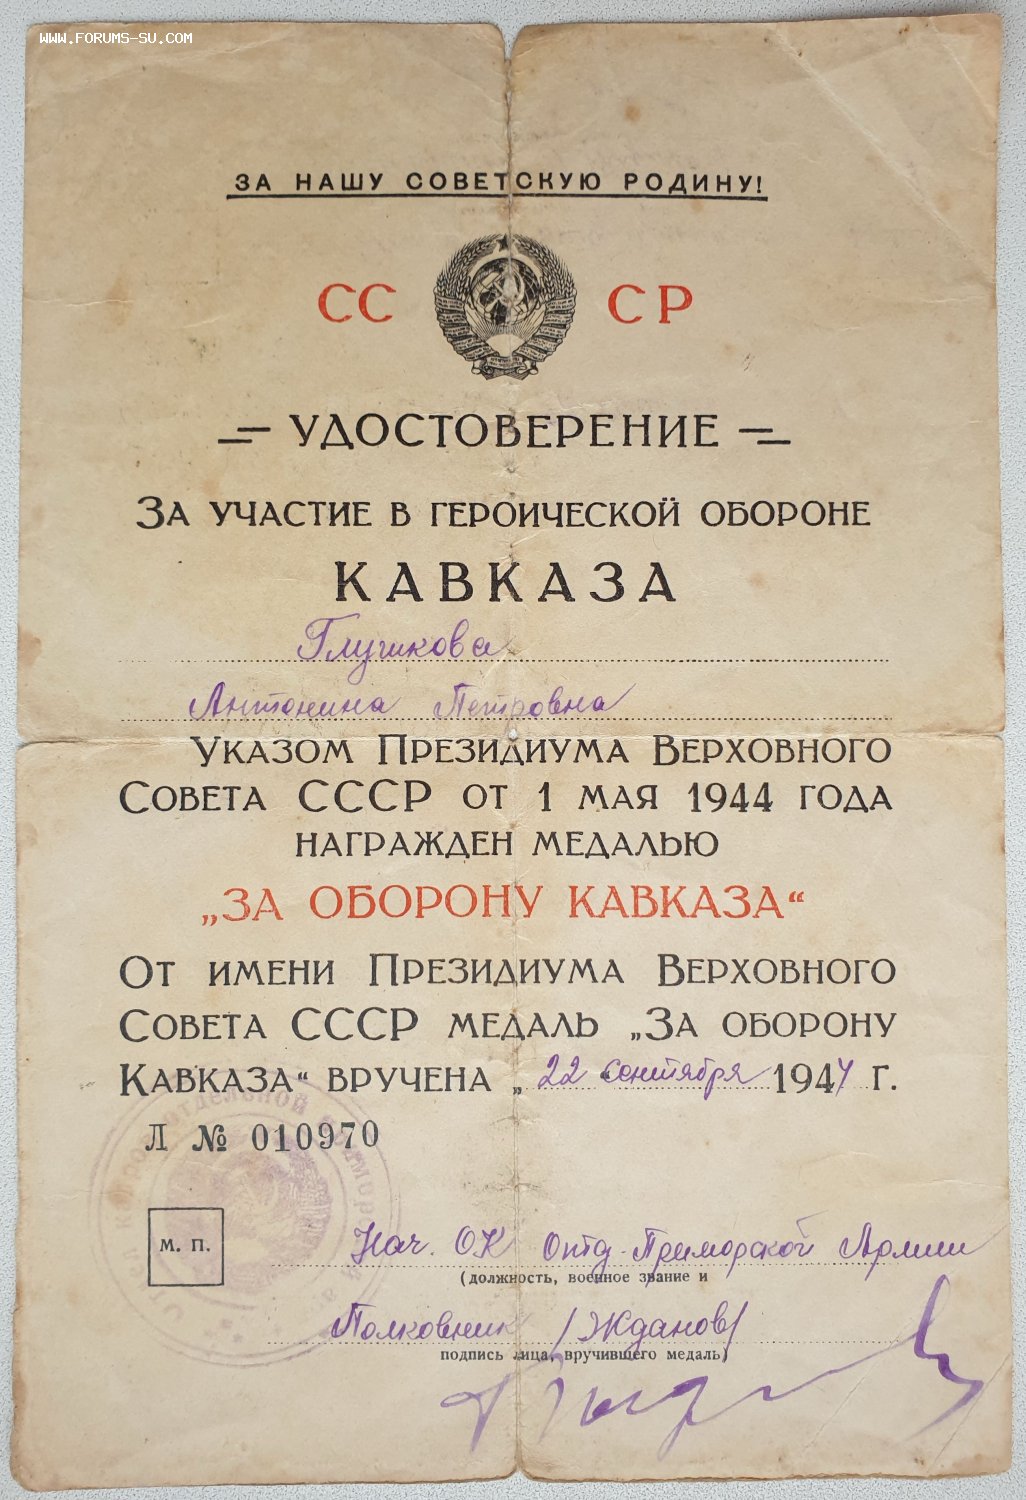 WWW.FORUMS-SU.COM
ЗА НАШУ СОВЕТСКУЮ РОДИНУ!
СС СР
УДОСТОВЕРЕНИЕ
ЗА УЧАСТИЕ В ГЕРОИЧЕСКОЙ ОБОРОНЕ
КАВКАЗА
Глушкова
Антонина Петровна
УКАЗОМ ПРЕЗИДИУМА ВЕРХОВНОГО
СОВЕТА СССР ОТ 1 МАЯ 1944 ГОДА
НАГРАЖДЕН МЕДАЛЬЮ
„ЗА ОБОРОНУ КАВКАЗА“
ОТ ИМЕНИ ПРЕЗИДИУМА ВЕРХОВНОГО
СОВЕТА СССР МЕДАЛЬ „ЗА ОБОРОНУ
КАВКАЗА“ ВРУЧЕНА „22“ сентября 1944 Г.
Л № 010970
М. П.
Нач. ОК Отд. Приморской Армии
(должность, военное звание и
Полковник /Жданов/
подпись лица, вручившего медаль)